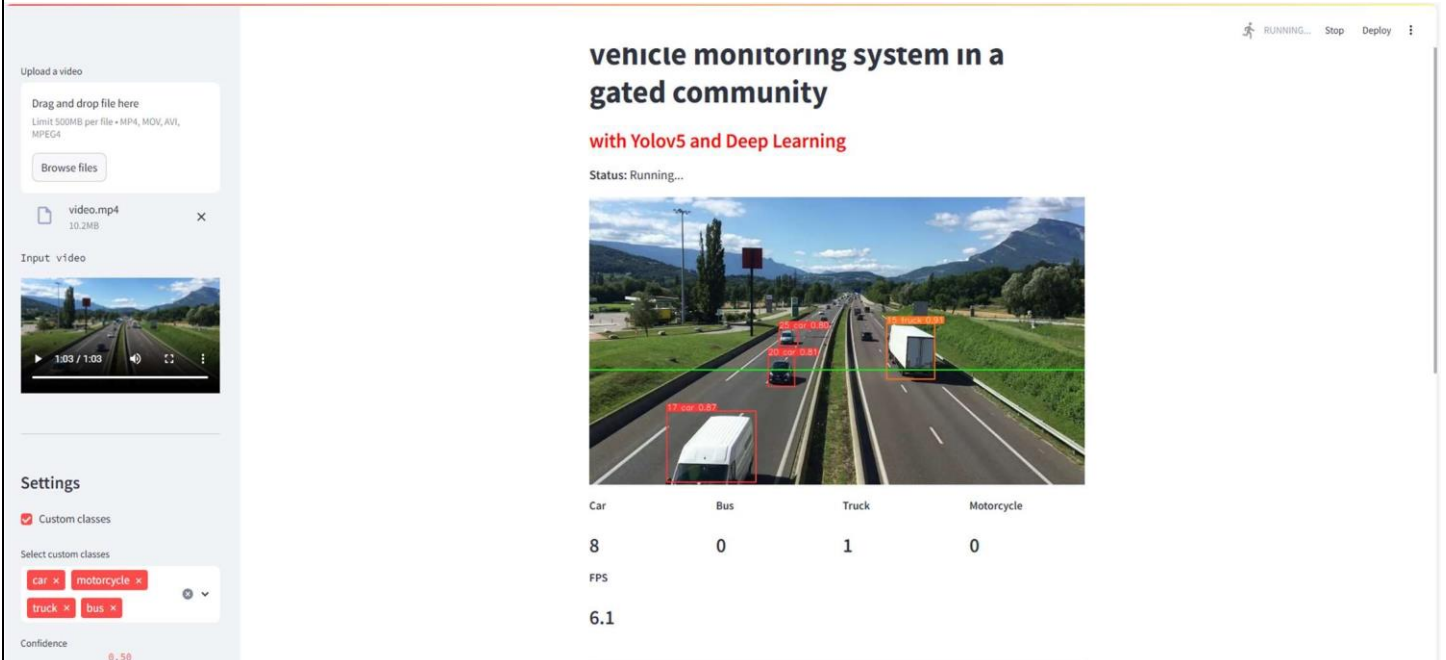 RUNNING... Stop Deploy
Upload a video
Drag and drop file here
Limit 500MB per file • MP4, MOV, AVI,
MPEG4
Browse files
video.mp4
10.2MB
Input video
1:03 / 1:03
Settings
Custom classes
Select custom classes
car × motorcycle ×
truck × bus ×
Confidence
0.50
vehicle monitoring system in a
gated community
with Yolov5 and Deep Learning
Status: Running...
25 car 0.80
15 truck 0.91
20 car 0.81
17 car 0.87
Car Bus Truck Motorcycle
8 0 1 0
FPS
6.1